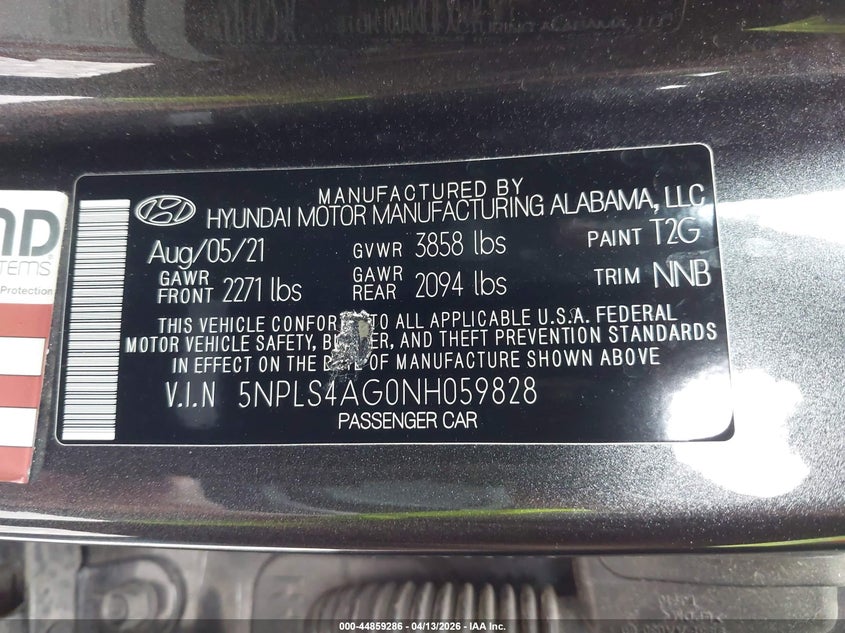 MANUFACTURED BY
HYUNDAI MOTOR MANUFACTURING ALABAMA, LLC
Aug/05/21 GVWR 3858 lbs PAINT T2G
GAWR FRONT 2271 lbs GAWR REAR 2094 lbs TRIM NNB
THIS VEHICLE CONFOR TO ALL APPLICABLE U.S.A. FEDERAL
MOTOR VEHICLE SAFETY, B ER, AND THEFT PREVENTION STANDARDS
IN EFFECT ON THE D E OF MANUFACTURE SHOWN ABOVE
V.I.N 5NPLS4AG0NH059828
PASSENGER CAR
Protection
000-44859286 - 04/13/2026 - IAA Inc.